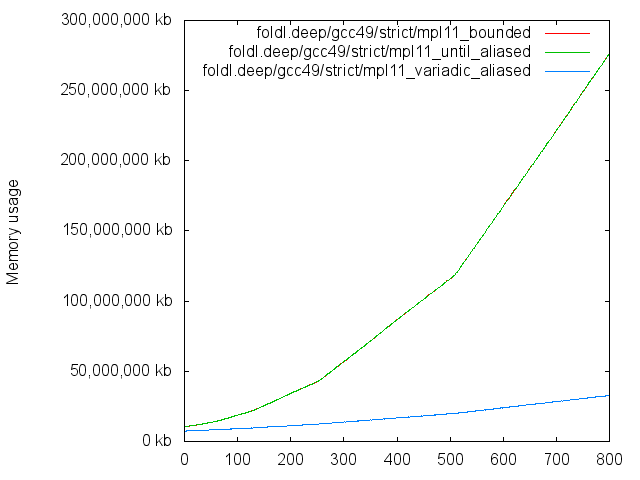 300,000,000 kb
foldl.deep/gcc49/strict/mpl11_bounded
foldl.deep/gcc49/strict/mpl11_until_aliased
foldl.deep/gcc49/strict/mpl11_variadic_aliased
250,000,000 kb
200,000,000 kb
150,000,000 kb
100,000,000 kb
50,000,000 kb
0 kb
Memory usage
0 100 200 300 400 500 600 700 800